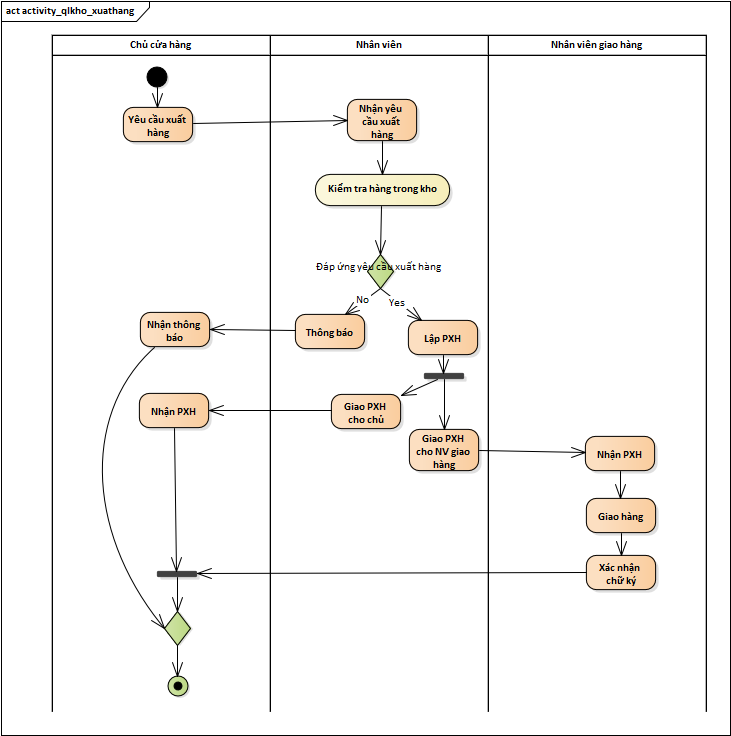 act activity_qlkho_xuathang
Chủ cửa hàng
Nhân viên
Nhân viên giao hàng
Yêu cầu xuất
hàng
Nhận yêu
cầu xuất
hàng
Kiểm tra hàng trong kho
Đáp ứng yêu cầu xuất hàng
No
Yes
Nhận thông
báo
Thông báo
Lập PXH
Nhận PXH
Giao PXH
cho chủ
Giao PXH
cho NV giao
hàng
Nhận PXH
Giao hàng
Xác nhận
chữ ký